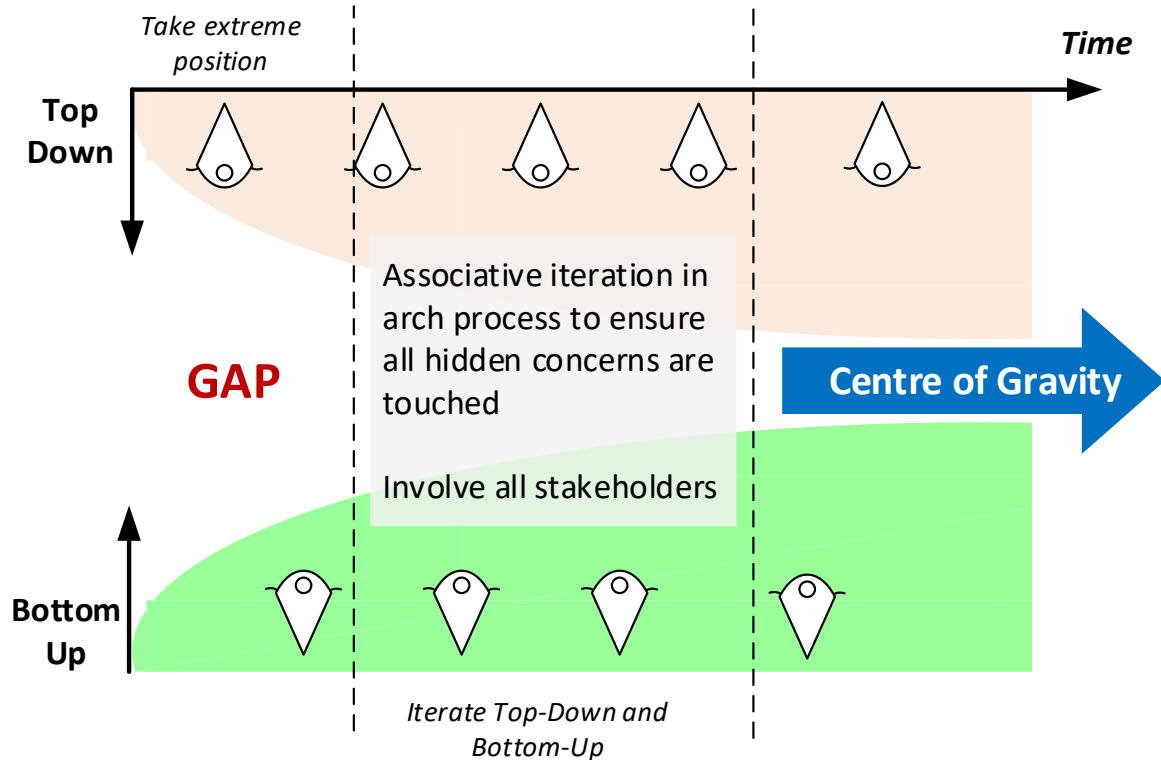 Take extreme
position
Time
Top
Down
Associative iteration in
arch process to ensure
all hidden concerns are
touched
GAP
Centre of Gravity
Involve all stakeholders
Bottom
Up
Iterate Top-Down and
Bottom-Up